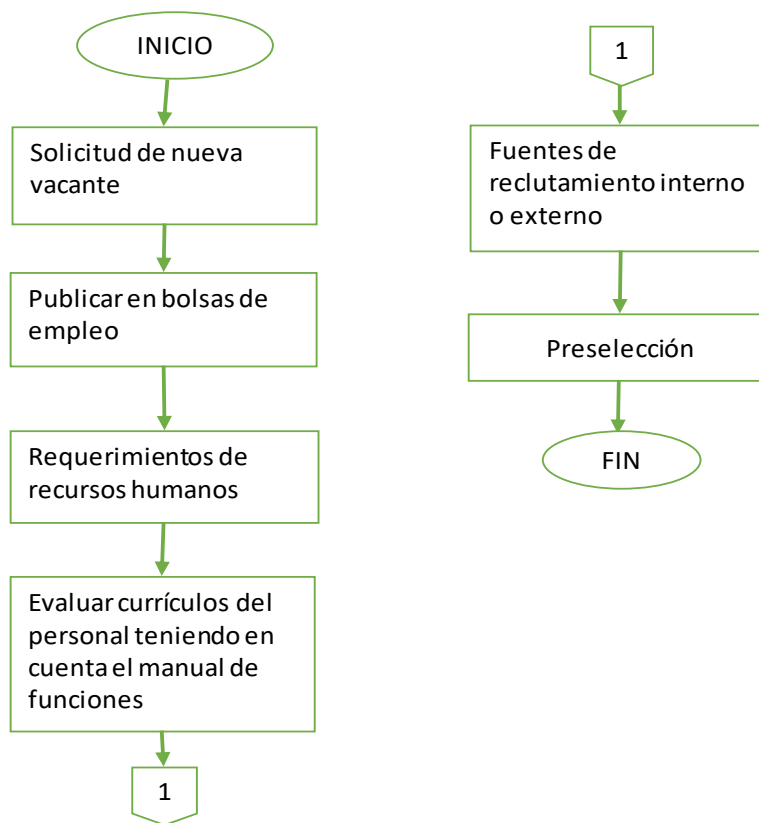 INICIO
Solicitud de nueva
vacante
Publicar en bolsas de
empleo
Requerimientos de
recursos humanos
Evaluar currículos del
personal teniendo en
cuenta el manual de
funciones
1
1
Fuentes de
reclutamiento interno
o externo
Preselección
FIN